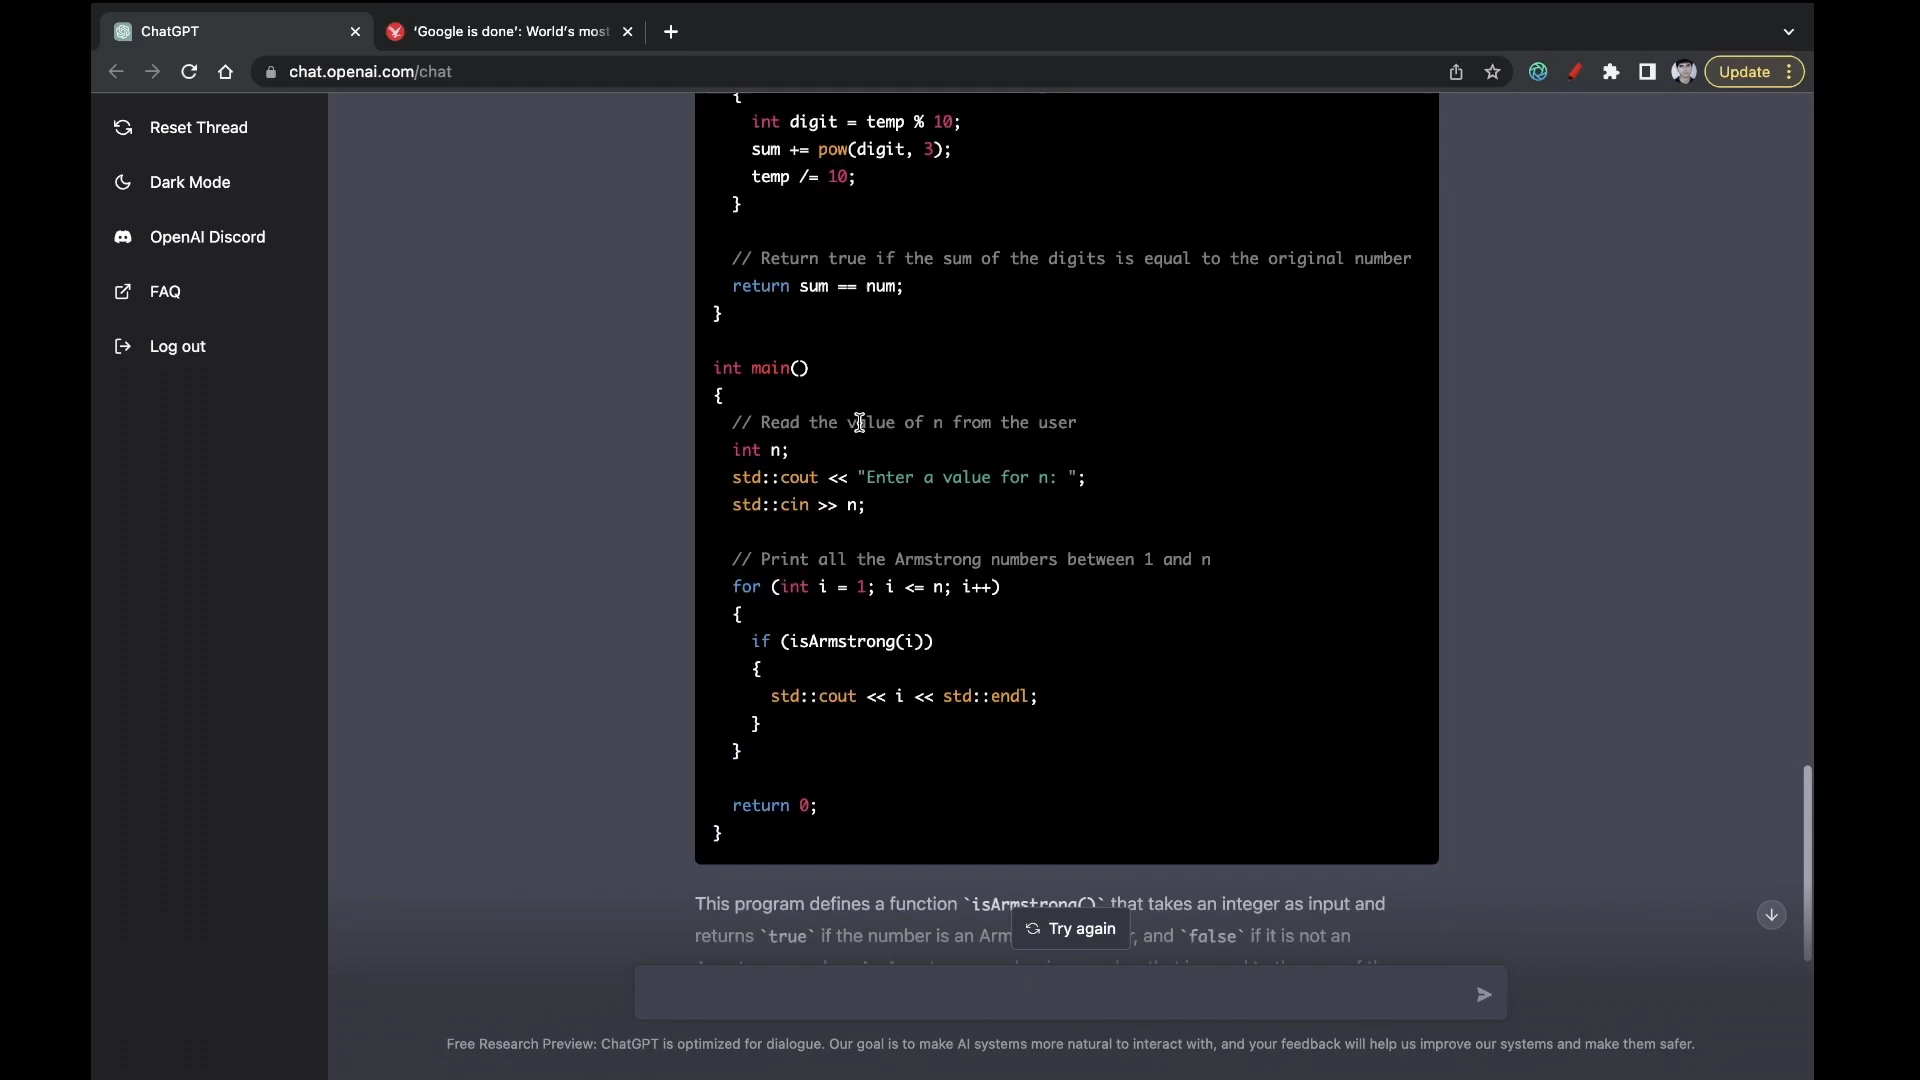 ChatGPT
‘Google is done’: World’s most
chat.openai.com/chat
Update
Reset Thread
Dark Mode
OpenAI Discord
FAQ
Log out
{
int digit = temp % 10;
sum += pow(digit, 3);
temp /= 10;
}
// Return true if the sum of the digits is equal to the original number
return sum == num;
}
int main()
{
// Read the value of n from the user
int n;
std::cout << "Enter a value for n: ";
std::cin >> n;
// Print all the Armstrong numbers between 1 and n
for (int i = 1; i <= n; i++)
{
if (isArmstrong(i))
{
std::cout << i << std::endl;
}
}
return 0;
}
This program defines a function `isArmstrong()` that takes an integer as input and
returns `true` if the number is an Arm , and `false` if it is not an
Try again
Free Research Preview: ChatGPT is optimized for dialogue. Our goal is to make AI systems more natural to interact with, and your feedback will help us improve our systems and make them safer.